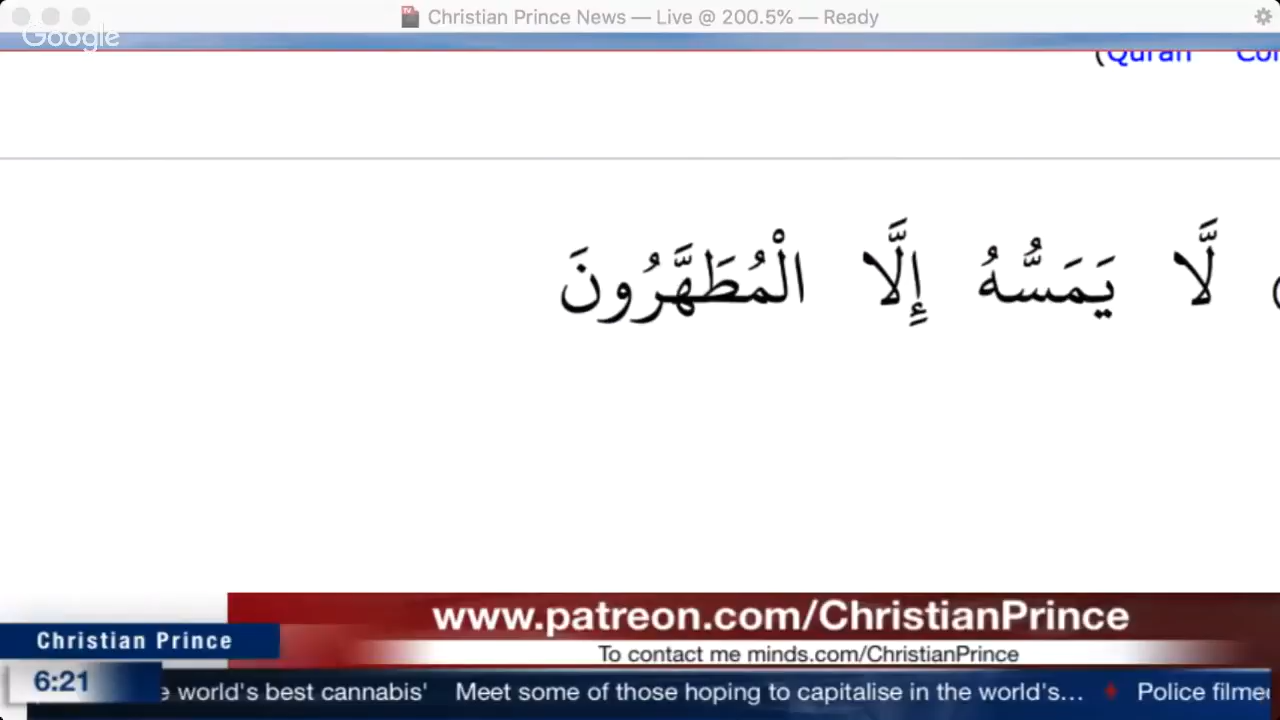 Christian Prince News — Live @ 200.5% — Ready
Google
(Quran
لَّا يَمَسُّهُ إِلَّا الْمُطَهَّرُونَ
www.patreon.com/ChristianPrince
Christian Prince
To contact me minds.com/ChristianPrince
6:21
world's best cannabis' Meet some of those hoping to capitalise in the world's... Police